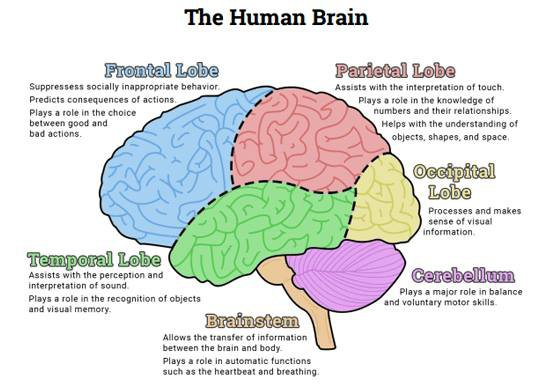 The Human Brain
Frontal Lobe
Suppressess socially inappropriate behavior.
Predicts consequences of actions.
Plays a role in the choice
between good and
bad actions.
Parietal Lobe
Assists with the interpretation of touch.
Plays a role in the knowledge of
numbers and their relationships.
Helps with the understanding of
objects, shapes, and space.
Occipital
Lobe
Processes and makes
sense of visual
information.
Temporal Lobe
Assists with the perception and
interpretation of sound.
Plays a role in the recognition of objects
and visual memory.
Cerebellum
Plays a major role in balance
and voluntary motor skills.
Brainstem
Allows the transfer of information
between the brain and body.
Plays a role in automatic functions
such as the heartbeat and breathing.